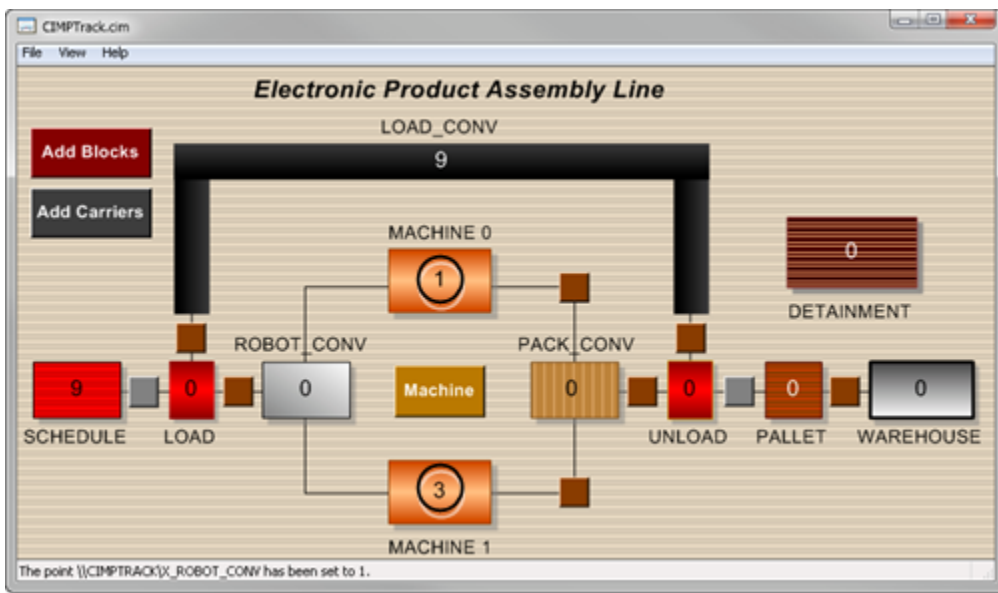 CIMPTrack.cim
File View Help
Electronic Product Assembly Line
LOAD_CONV
9
Add Blocks
Add Carriers
MACHINE 0
1
0
DETAINMENT
ROBOT_CONV
PACK_CONV
9
0
0
Machine
0
0
0
0
SCHEDULE
LOAD
UNLOAD
PALLET
WAREHOUSE
3
MACHINE 1
The point \\CIMPTRACK\X_ROBOT_CONV has been set to 1.